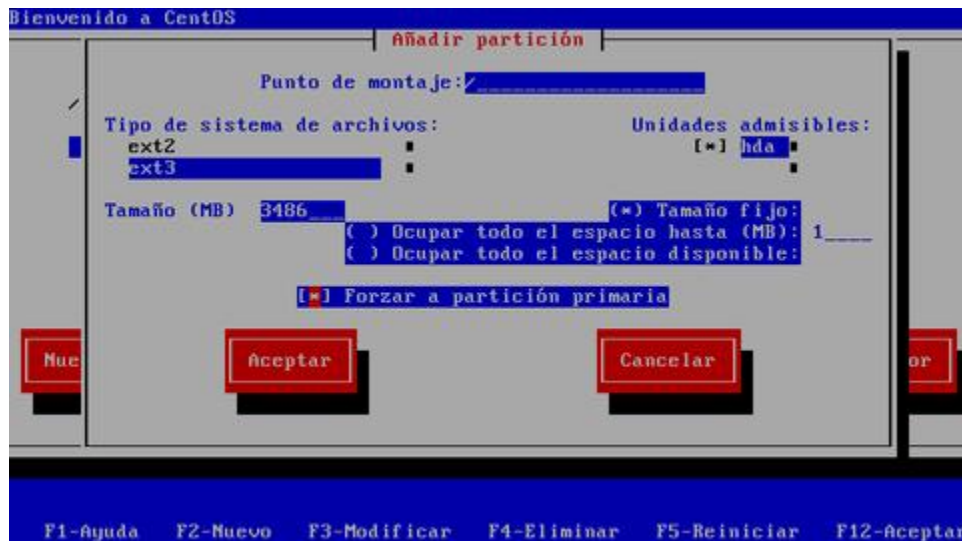 Bienvenido a CentOS
Añadir partición
Punto de montaje:/
Tipo de sistema de archivos:
Unidades admisibles:
ext2
[*] hda
ext3
Tamaño (MB) 3486
(*) Tamaño fijo:
( ) Ocupar todo el espacio hasta (MB): 1
( ) Ocupar todo el espacio disponible:
[*] Forzar a partición primaria
Nue
Aceptar
Cancelar
or
F1-Ayuda F2-Nuevo F3-Modificar F4-Eliminar F5-Reiniciar F12-Aceptar